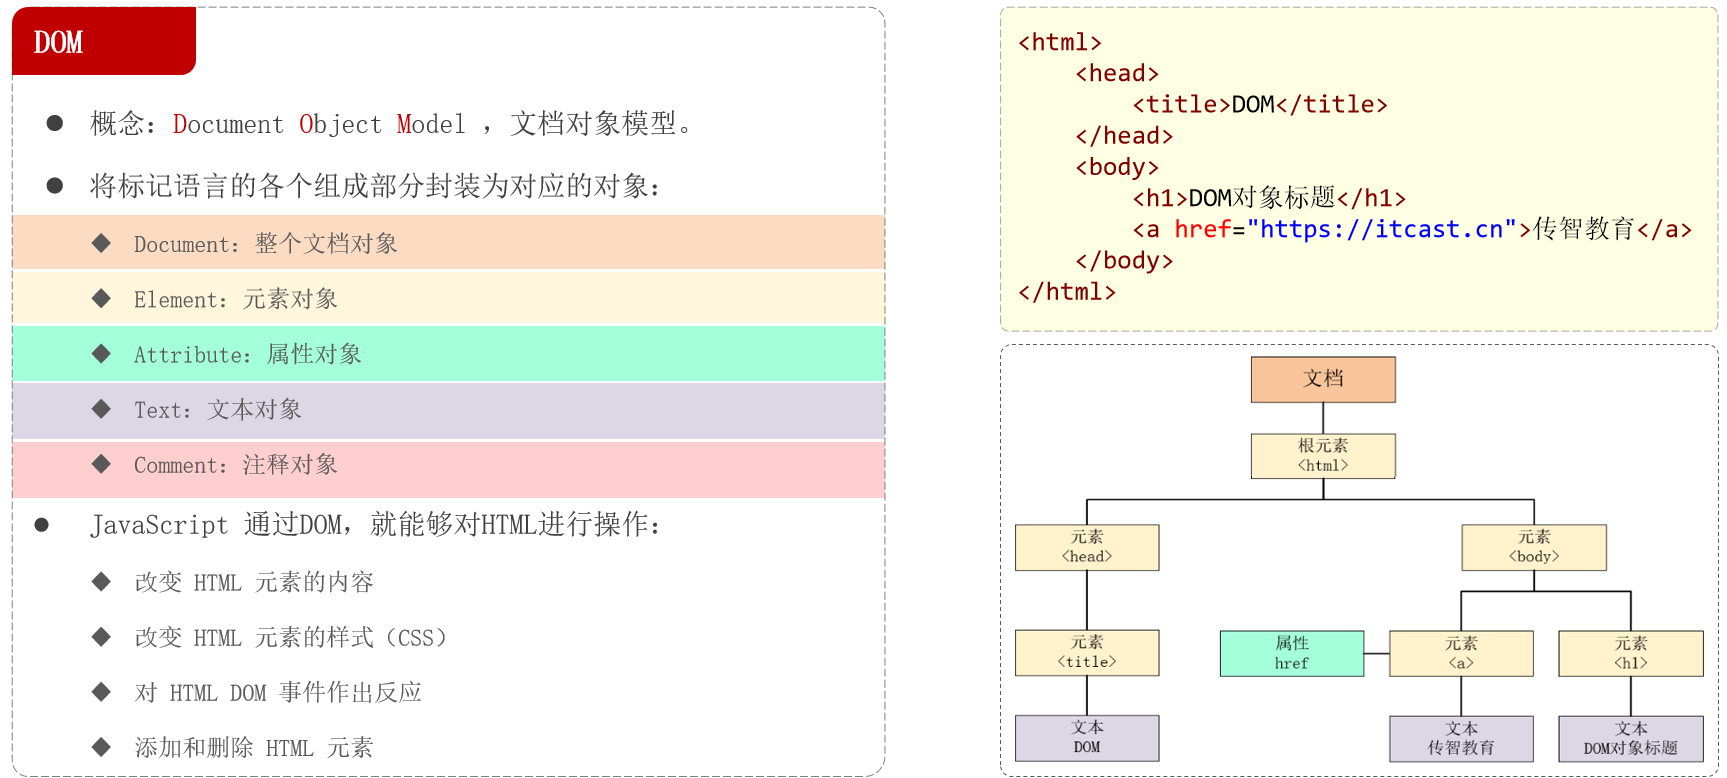 DOM
概念：Document Object Model ，文档对象模型。
将标记语言的各个组成部分封装为对应的对象：
Document：整个文档对象
Element：元素对象
Attribute：属性对象
Text：文本对象
Comment：注释对象
JavaScript 通过DOM，就能够对HTML进行操作：
改变 HTML 元素的内容
改变 HTML 元素的样式（CSS）
对 HTML DOM 事件作出反应
添加和删除 HTML 元素
<html>
<head>
<title>DOM</title>
</head>
<body>
<h1>DOM对象标题</h1>
<a href="https://itcast.cn">传智教育</a>
</body>
</html>
文档
根元素
<html>
元素
<head>
元素
<body>
元素
<title>
属性
href
元素
<a>
元素
<h1>
文本
DOM
文本
传智教育
文本
DOM对象标题